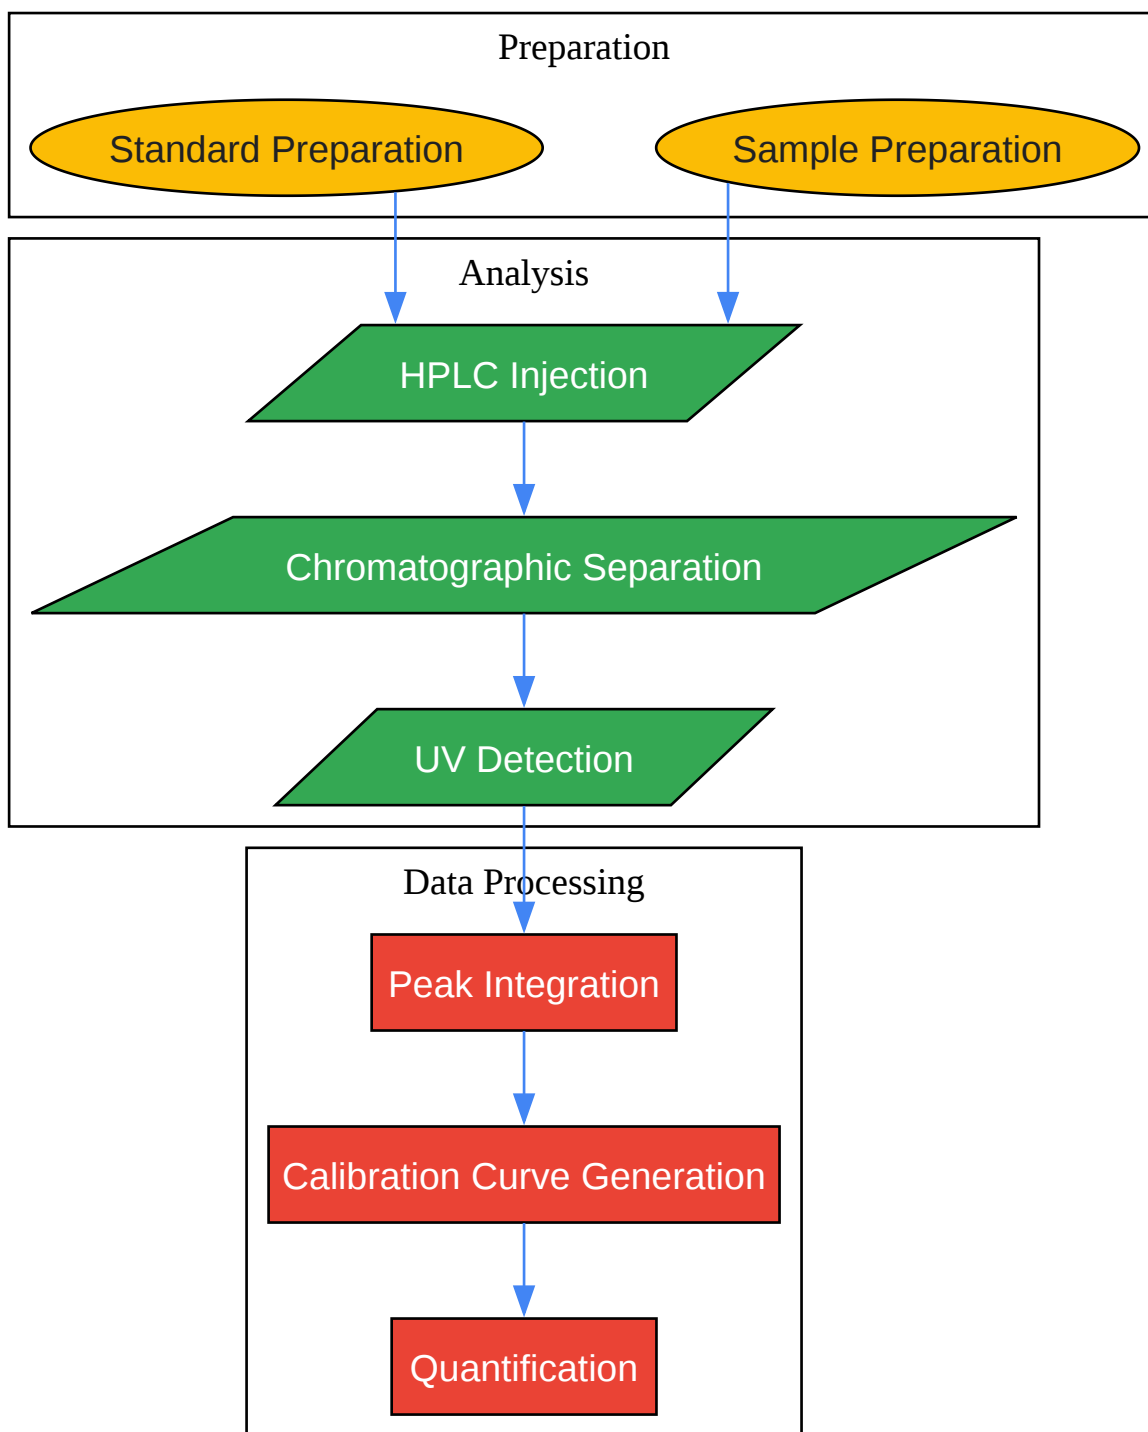 Preparation
Standard Preparation
Sample Preparation
Analysis
HPLC Injection
Chromatographic Separation
UV Detection
Data Processing
Peak Integration
Calibration Curve Generation
Quantification